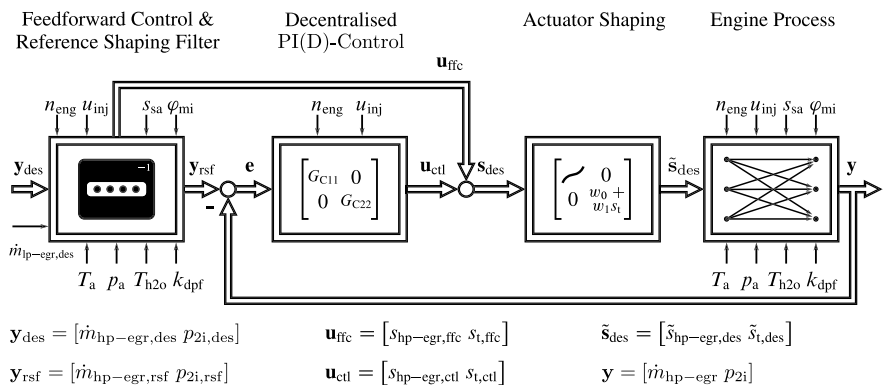 Feedforward Control & Decentralised Actuator Shaping Engine Process
Reference Shaping Filter PI(D)-Control
u_ffc
n_eng u_inj s_sa φ_mi n_eng u_inj n_eng u_inj s_sa φ_mi
y_des -1 y_rsf e G_C11 0 u_ctl s_des 0 s̃_des y
- 0 G_C22 0 w_0 + w_1 s_t
ṁ_lp−egr,des
T_a p_a T_h2o k_dpf T_a p_a T_h2o k_dpf
y_des = [ṁ_hp−egr,des p_2i,des] u_ffc = [s_hp−egr,ffc s_t,ffc] s̃_des = [s̃_hp−egr,des s̃_t,des]
y_rsf = [ṁ_hp−egr,rsf p_2i,rsf] u_ctl = [s_hp−egr,ctl s_t,ctl] y = [ṁ_hp−egr p_2i]